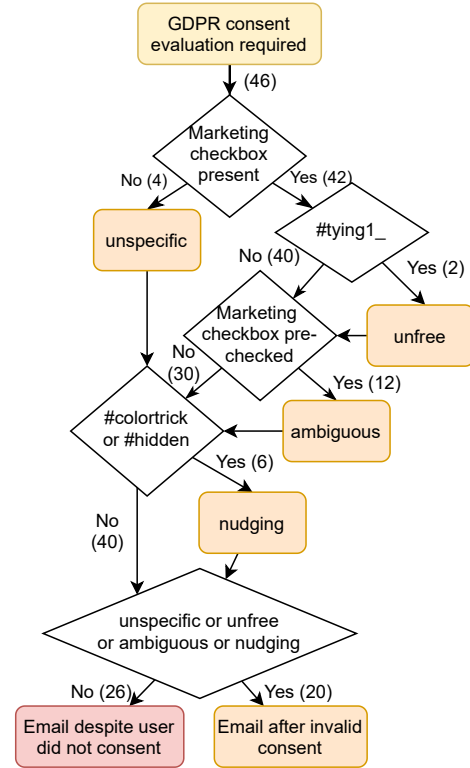 GDPR consent
evaluation required
(46)
Marketing
checkbox
present
No (4)
Yes (42)
unspecific
#tying1_
No (40)
Yes (2)
Marketing
checkbox pre-
checked
unfree
No
(30)
Yes (12)
#colortrick
or #hidden
ambiguous
Yes (6)
No
(40)
nudging
unspecific or unfree
or ambiguous or nudging
No (26)
Yes (20)
Email despite user
did not consent
Email after invalid
consent